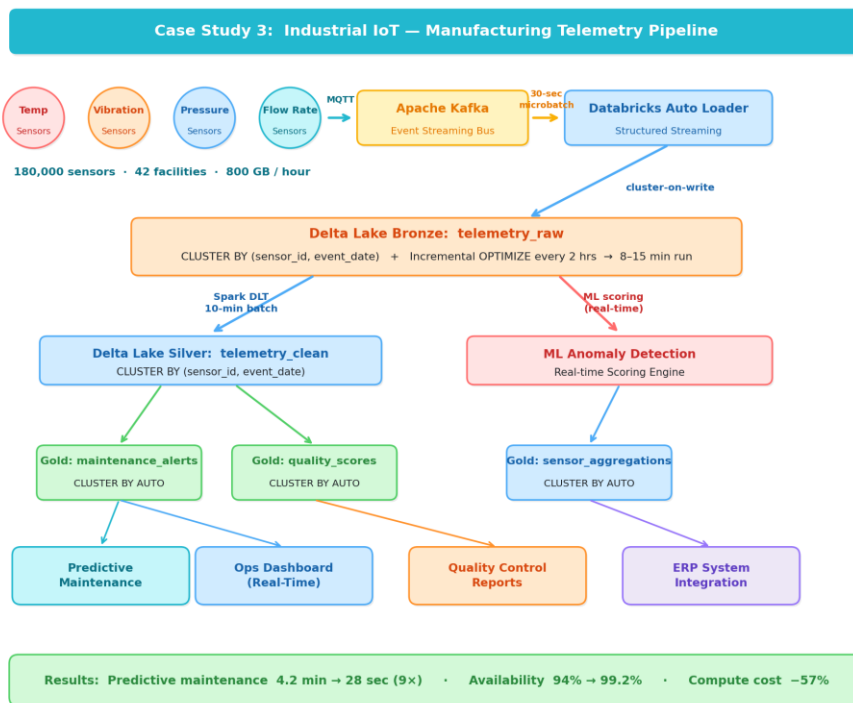 Case Study 3:  Industrial IoT — Manufacturing Telemetry Pipeline
Temp
Sensors
Vibration
Sensors
Pressure
Sensors
Flow Rate
Sensors
MQTT
Apache Kafka
Event Streaming Bus
30-sec
microbatch
Databricks Auto Loader
Structured Streaming
180,000 sensors  ·  42 facilities  ·  800 GB / hour
cluster-on-write
Delta Lake Bronze:  telemetry_raw
CLUSTER BY (sensor_id, event_date)   +   Incremental OPTIMIZE every 2 hrs  →  8–15 min run
Spark DLT
10-min batch
ML scoring
(real-time)
Delta Lake Silver:  telemetry_clean
CLUSTER BY (sensor_id, event_date)
ML Anomaly Detection
Real-time Scoring Engine
Gold: maintenance_alerts
CLUSTER BY AUTO
Gold: quality_scores
CLUSTER BY AUTO
Gold: sensor_aggregations
CLUSTER BY AUTO
Predictive
Maintenance
Ops Dashboard
(Real-Time)
Quality Control
Reports
ERP System
Integration
Results:  Predictive maintenance  4.2 min → 28 sec (9×)     ·     Availability  94% → 99.2%     ·     Compute cost  −57%